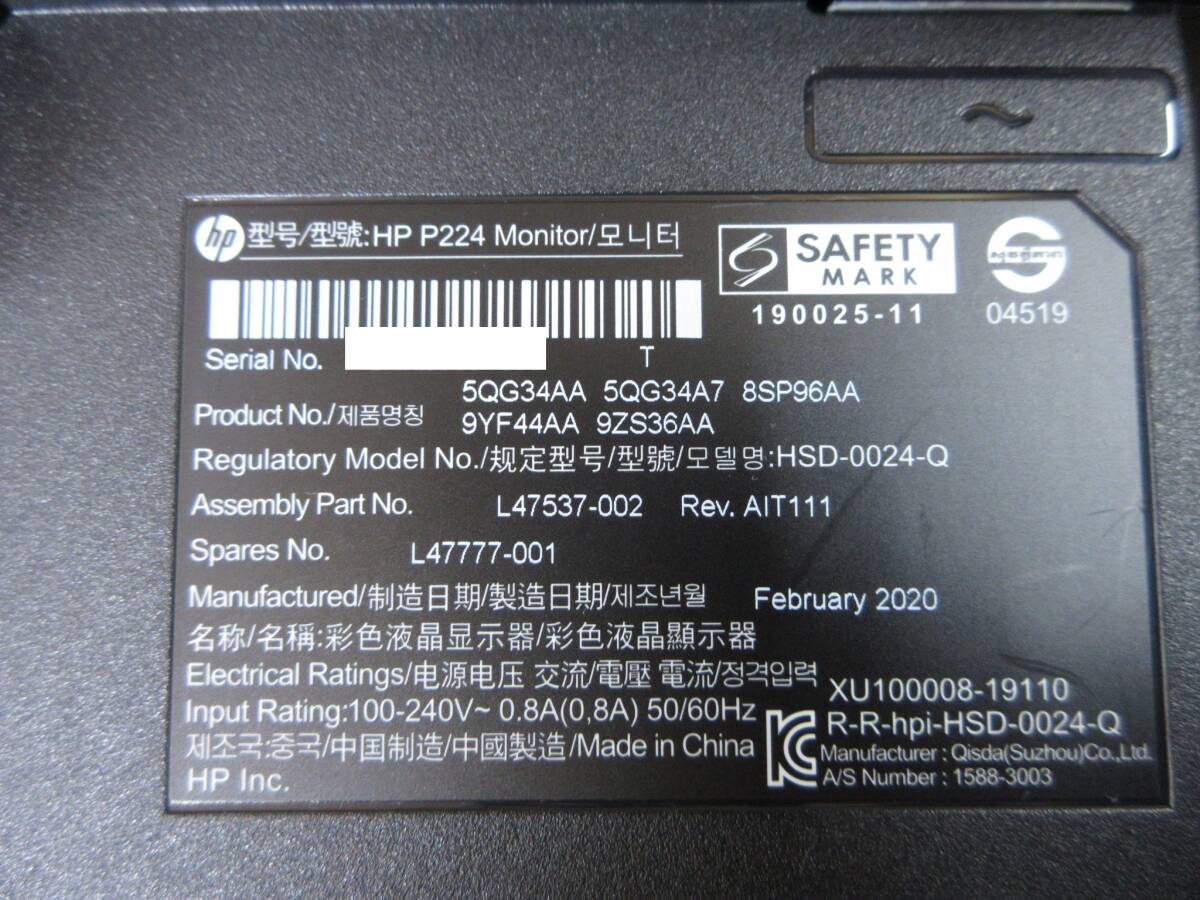 hp 型号/型號:HP P224 Monitor/모니터
SAFETY
MARK
190025-11
04519
Serial No.
T
Product No./제품명칭
5QG34AA 5QG34A7 8SP96AA
9YF44AA 9ZS36AA
Regulatory Model No./规定型号/型號/모델명:HSD-0024-Q
Assembly Part No. L47537-002 Rev. AIT111
Spares No. L47777-001
Manufactured/制造日期/製造日期/제조년월 February 2020
名称/名稱:彩色液晶显示器/彩色液晶顯示器
Electrical Ratings/电源电压 交流/電壓 電流/정격입력
Input Rating:100-240V~ 0.8A(0,8A) 50/60Hz
제조국:중국/中国制造/中國製造/Made in China
HP Inc.
XU100008-19110
R-R-hpi-HSD-0024-Q
Manufacturer : Qisda(Suzhou)Co.,Ltd.
A/S Number : 1588-3003